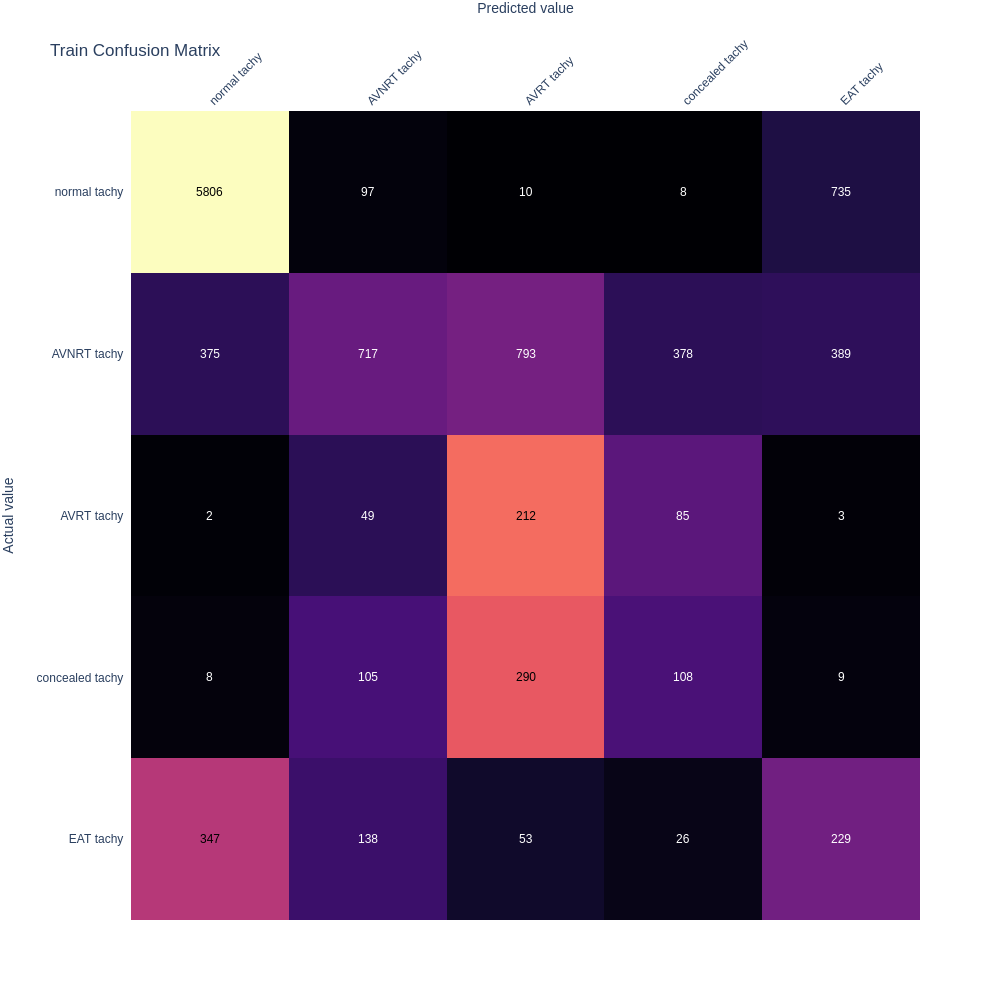 Predicted value
Train Confusion Matrix
normal tachy AVNRT tachy AVRT tachy concealed tachy EAT tachy
normal tachy 5806 97 10 8 735
AVNRT tachy 375 717 793 378 389
Actual value
AVRT tachy 2 49 212 85 3
concealed tachy 8 105 290 108 9
EAT tachy 347 138 53 26 229